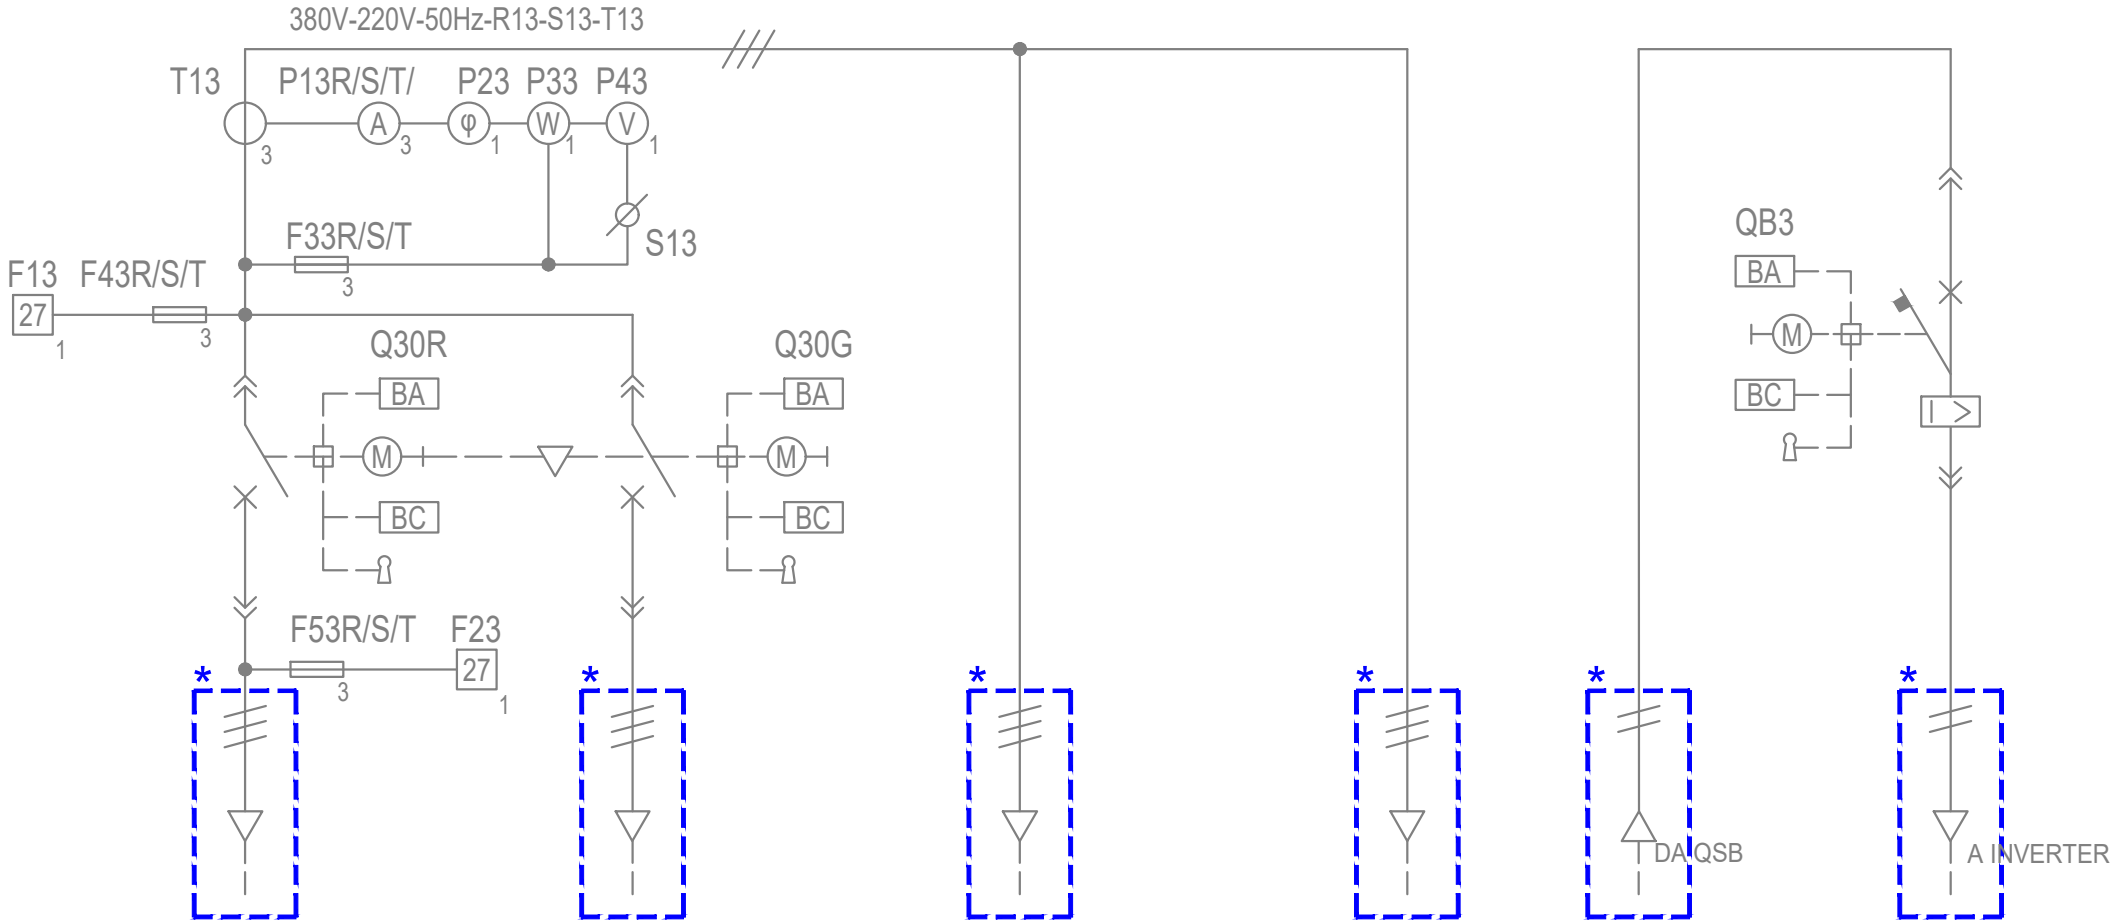 380V-220V-50Hz-R13-S13-T13
T13 P13R/S/T/ P23 P33 P43
A φ W V
3 3 1 1 1
QB3
F33R/S/T S13
3
BA
F13 F43R/S/T
27
1 3
M
Q30R Q30G
BA BA
BC
M M
BC BC
F53R/S/T F23
27
3 1
* * * * * *
DA QSB A INVERTER